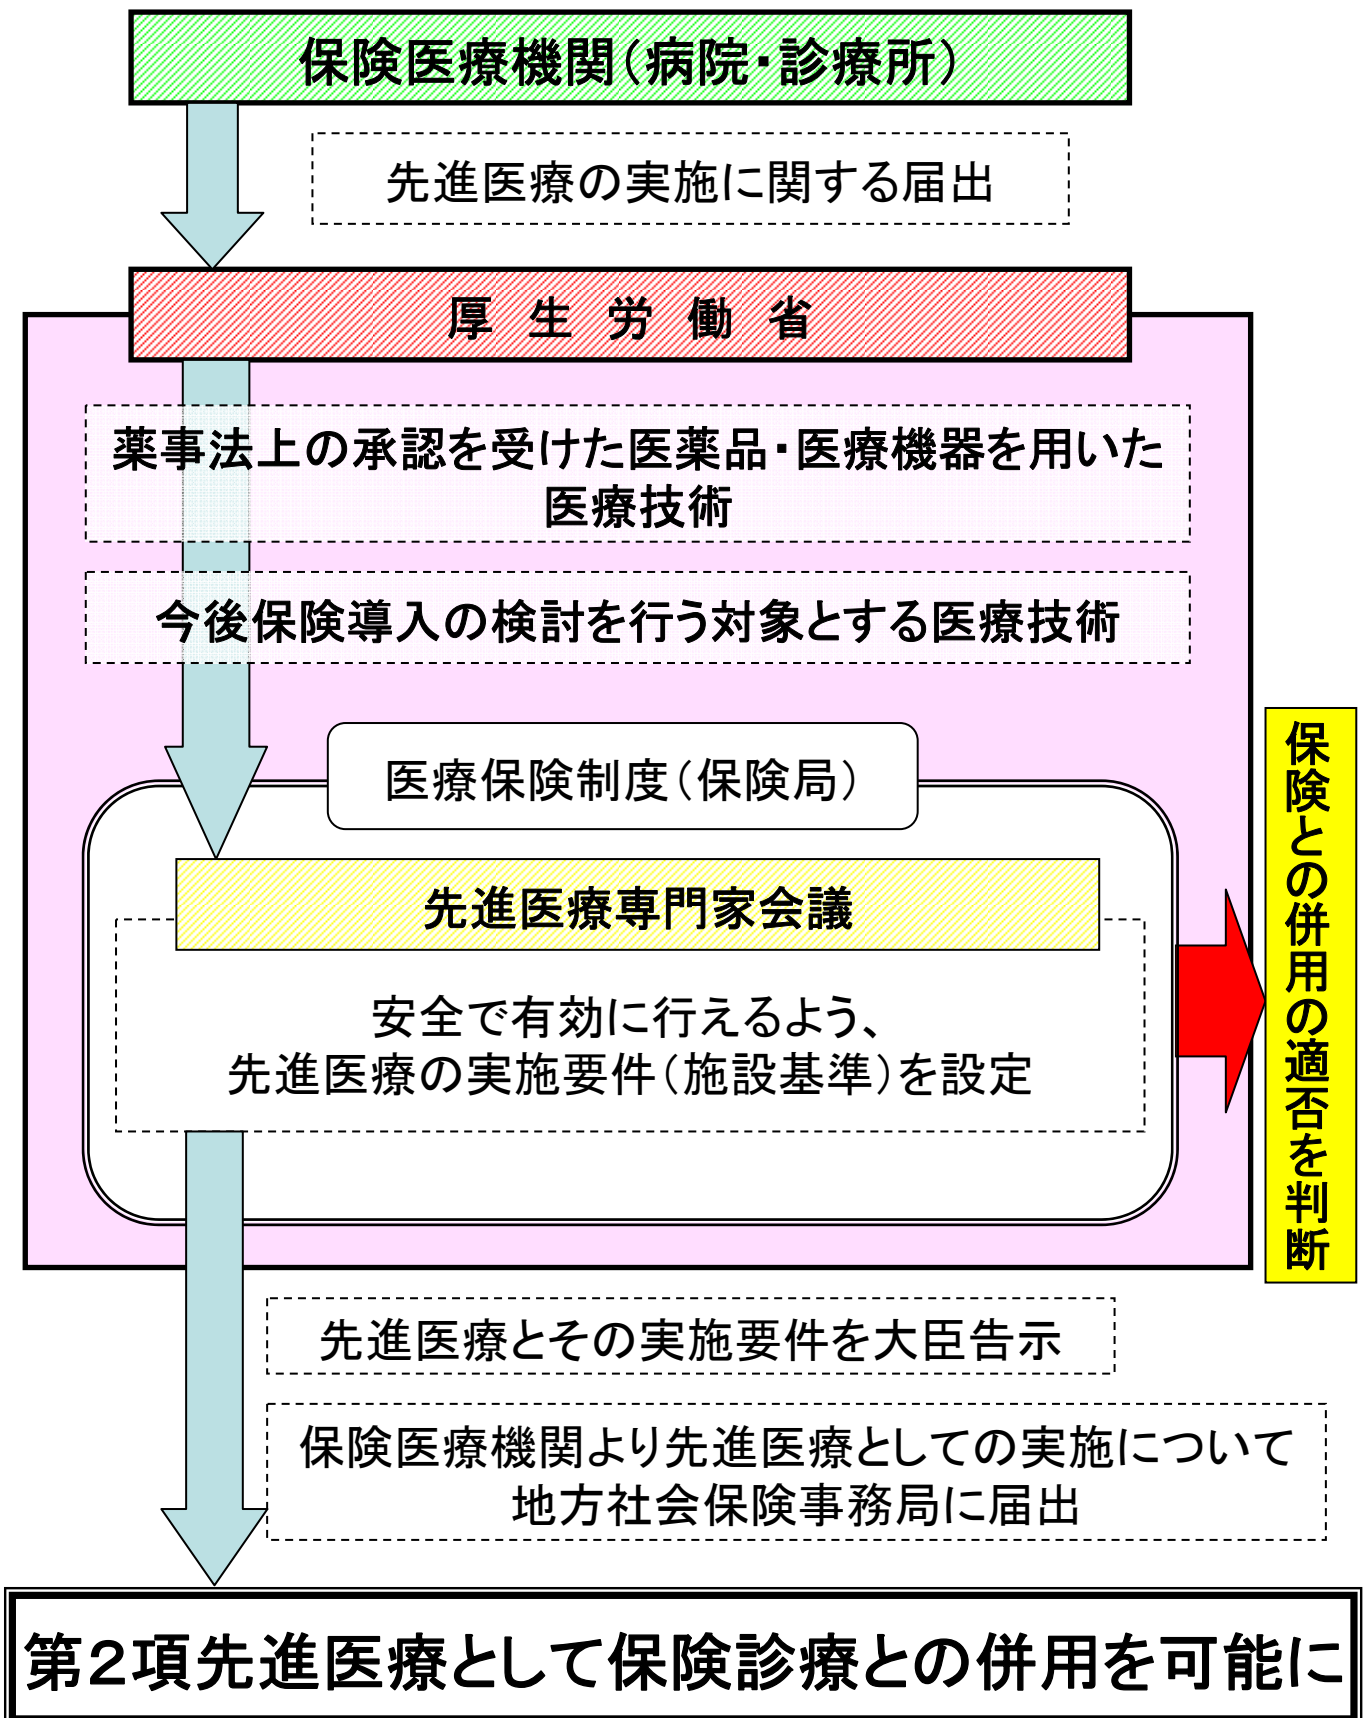 保険医療機関（病院・診療所）
先進医療の実施に関する届出
厚　生　労　働　省
薬事法上の承認を受けた医薬品・医療機器を用いた
医療技術
今後保険導入の検討を行う対象とする医療技術
医療保険制度（保険局）
先進医療専門家会議
安全で有効に行えるよう、
先進医療の実施要件（施設基準）を設定
保険との併用の適否を判断
先進医療とその実施要件を大臣告示
保険医療機関より先進医療としての実施について
地方社会保険事務局に届出
第２項先進医療として保険診療との併用を可能に